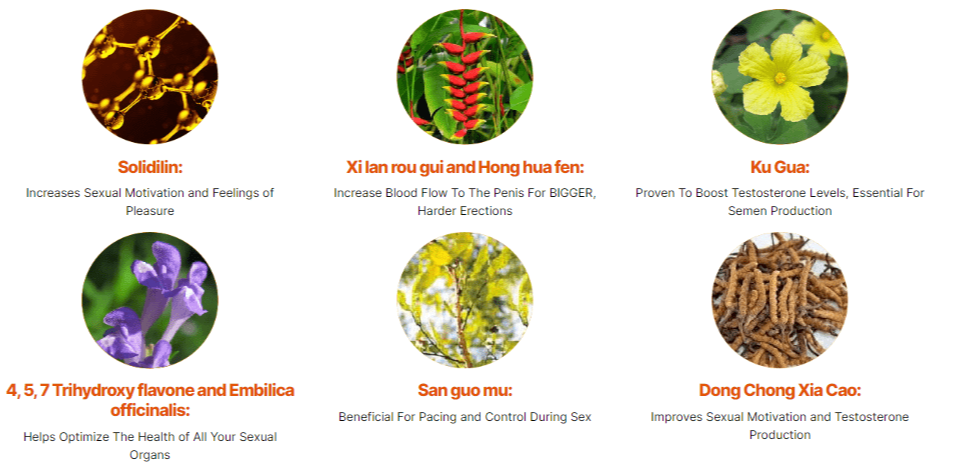 Solidilin:
Increases Sexual Motivation and Feelings of
Pleasure
Xi lan rou gui and Hong hua fen:
Increase Blood Flow To The Penis For BIGGER,
Harder Erections
Ku Gua:
Proven To Boost Testosterone Levels, Essential For
Semen Production
4, 5, 7 Trihydroxy flavone and Embilica
officinalis:
Helps Optimize The Health of All Your Sexual
Organs
San guo mu:
Beneficial For Pacing and Control During Sex
Dong Chong Xia Cao:
Improves Sexual Motivation and Testosterone
Production